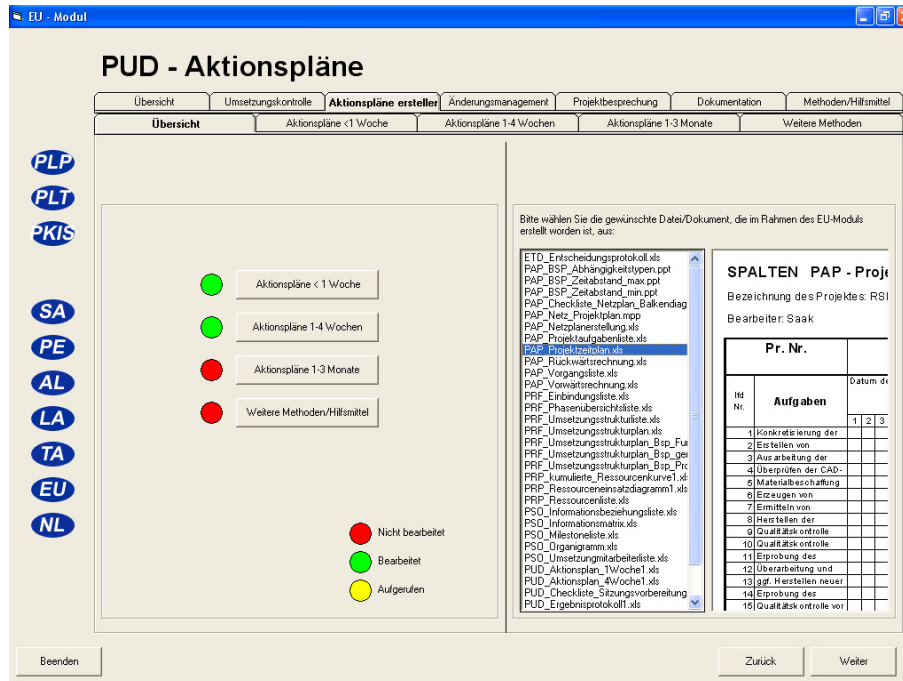 EU - Modul
PUD - Aktionspläne
Übersicht
Umsetzungskontrolle
Aktionspläne ersteller
Änderungsmanagement
Projektbesprechung
Dokumentation
Methoden/Hilfsmittel
Übersicht
Aktionspläne <1 Woche
Aktionspläne 1-4 Wochen
Aktionspläne 1-3 Monate
Weitere Methoden
PLP
PLT
PKIS
SA
PE
AL
LA
TA
EU
NL
Aktionspläne < 1 Woche
Aktionspläne 1-4 Wochen
Aktionspläne 1-3 Monate
Weitere Methoden/Hilfsmittel
Nicht bearbeitet
Bearbeitet
Aufgerufen
Bitte wählen Sie die gewünschte Datei/Dokument, die im Rahmen des EU-Moduls
erstellt worden ist, aus:
ETD_Entscheidungsprotokoll.xls
PAP_BSP_Abhängigkeitstypen.ppt
PAP_BSP_Zeitabstand_max.ppt
PAP_BSP_Zeitabstand_min.ppt
PAP_Checkliste_Netzplan_Balkendiag
PAP_Netz_Projektplan.mpp
PAP_Netzplanerstellung.xls
PAP_Projektaufgabenliste.xls
PAP_Projektzeitplan.xls
PAP_Rückwärtsrechnung.xls
PAP_Vorgangsliste.xls
PAP_Vorwärtsrechnung.xls
PRF_Einbindungsliste.xls
PRF_Phasenübersichtsliste.xls
PRF_Umsetzungsstrukturliste.xls
PRF_Umsetzungsstrukturplan.xls
PRF_Umsetzungsstrukturplan_Bsp_Fu
PRF_Umsetzungsstrukturplan_Bsp_ge
PRF_Umsetzungsstrukturplan_Bsp_Pro
PRP_kumulierte_Ressourcenkurve1.xl
PRP_Ressourceneinsatzdiagramm1.xls
PRP_Ressourcenliste.xls
PSO_Informationsbeziehungsliste.xls
PSO_Informationsmatrix.xls
PSO_Milestoneliste.xls
PSO_Organigramm.xls
PSO_Umsetzungmitarbeiterliste.xls
PUD_Aktionsplan_1Woche1.xls
PUD_Aktionsplan_4Woche1.xls
PUD_Checkliste_Sitzungsvorbereitung
PUD_Ergebnisprotokoll1.xls
SPALTEN PAP - Proje
Bezeichnung des Projektes: RSI
Bearbeiter: Saak
Pr. Nr.
Datum de
lfd
Nr.
Aufgaben
1 2 3
1 Konkretisierung der
2 Erstellen von
3 Ausarbeitung der
4 Überprüfen der CAD-
5 Materialbeschaffung
6 Erzeugen von
7 Ermitteln von
8 Herstellen der
9 Qualitätskontrolle
10 Qualitätskontrolle
11 Erprobung des
12 Überarbeitung und
13 ggf. Herstellen neuer
14 Erprobung des
15 Qualitätskontrolle vor
Beenden
Zurück
Weiter